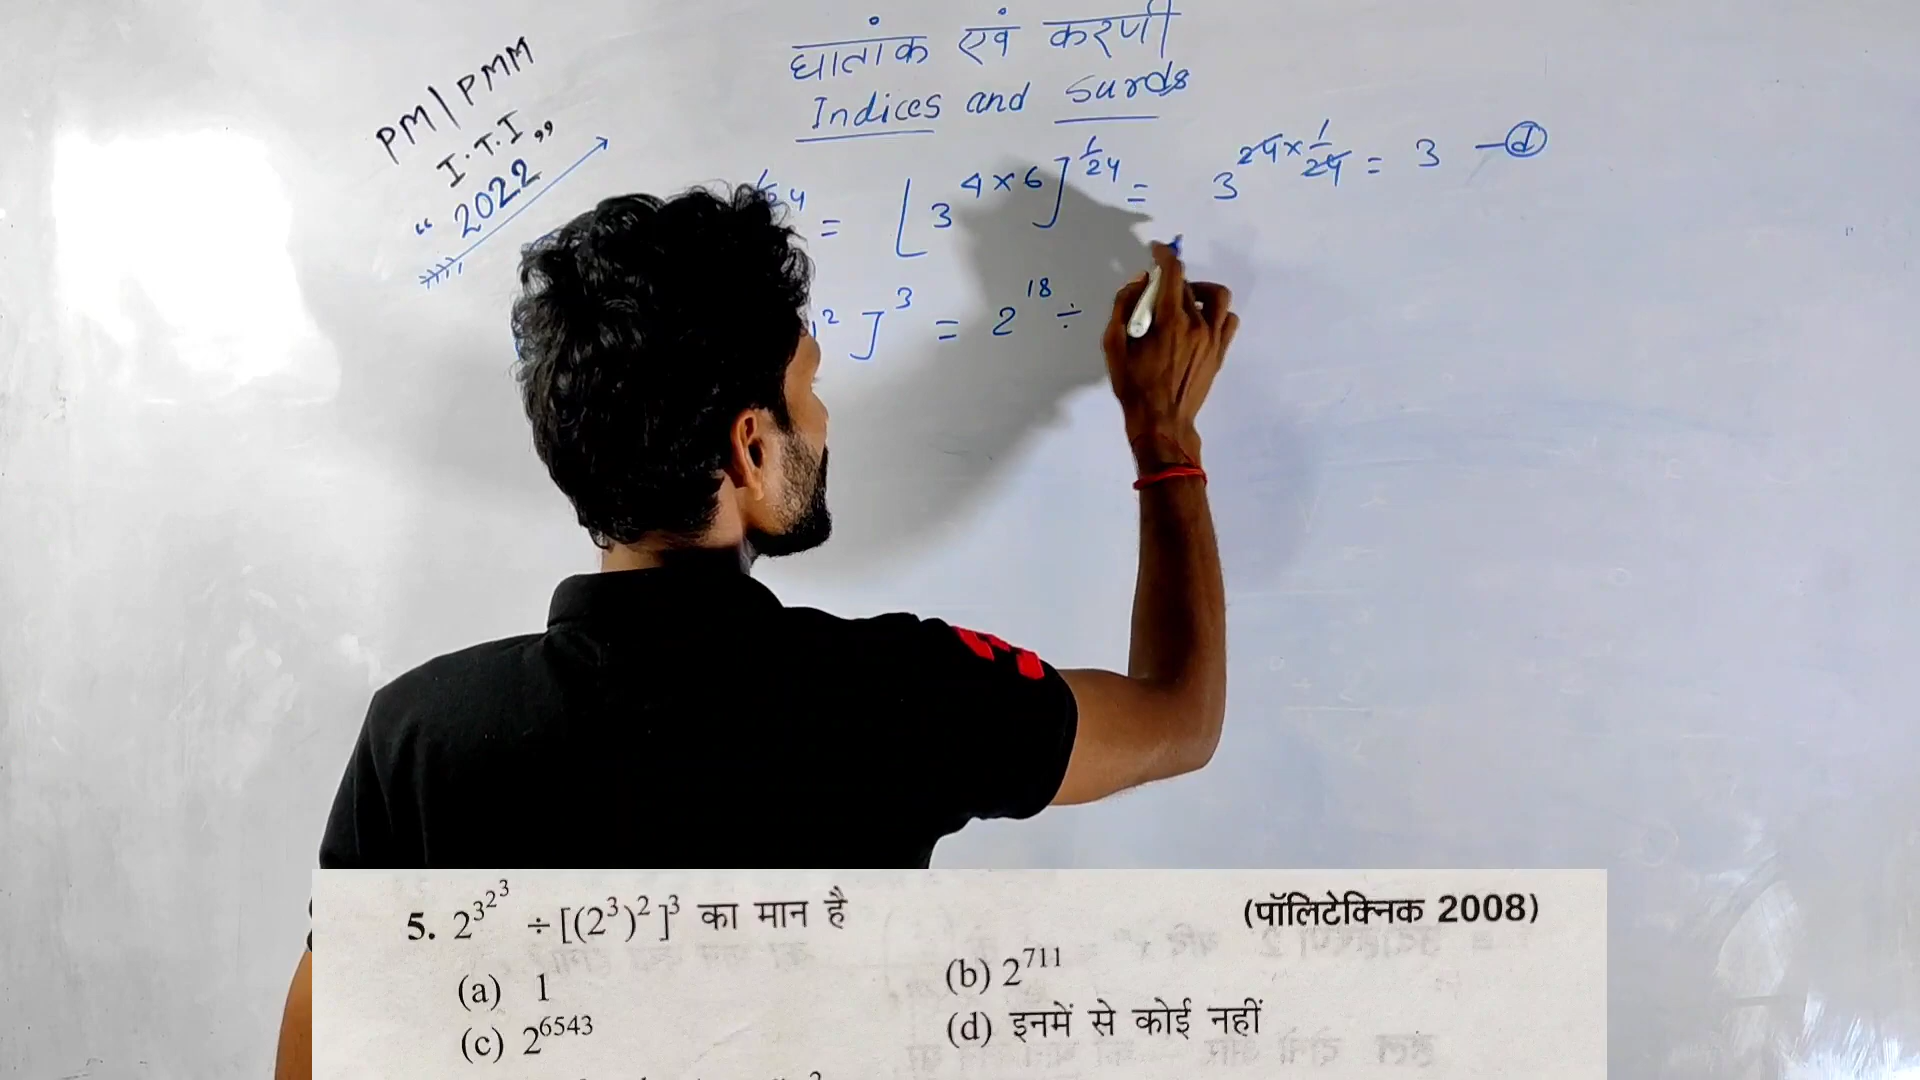 घातांक एवं करणी
Indices and Surds
PM/PMM
I.T.I,,
“ 2022
= [3^{4×6}]^{1/24} = 3^{24×1/24} = 3 —(d)
]^3 = 2^{18} ÷
5. 2^{3^{2^3}} ÷ [(2^3)^2]^3 का मान है (पॉलिटेक्निक 2008)
(a) 1 (b) 2^{711}
(c) 2^{6543} (d) इनमें से कोई नहीं